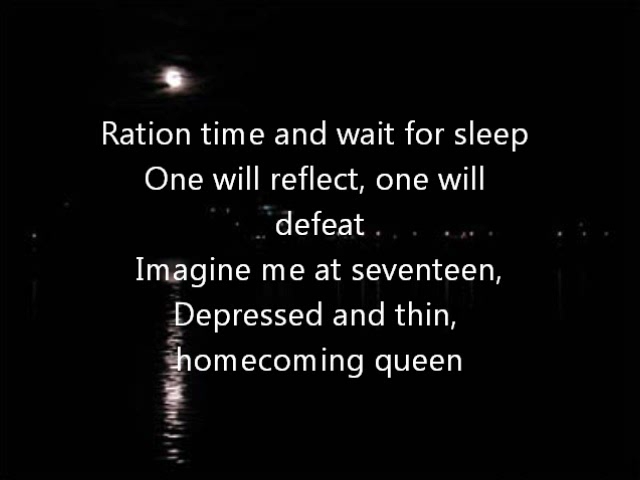 Ration time and wait for sleep
One will reflect, one will
defeat
Imagine me at seventeen,
Depressed and thin,
homecoming queen